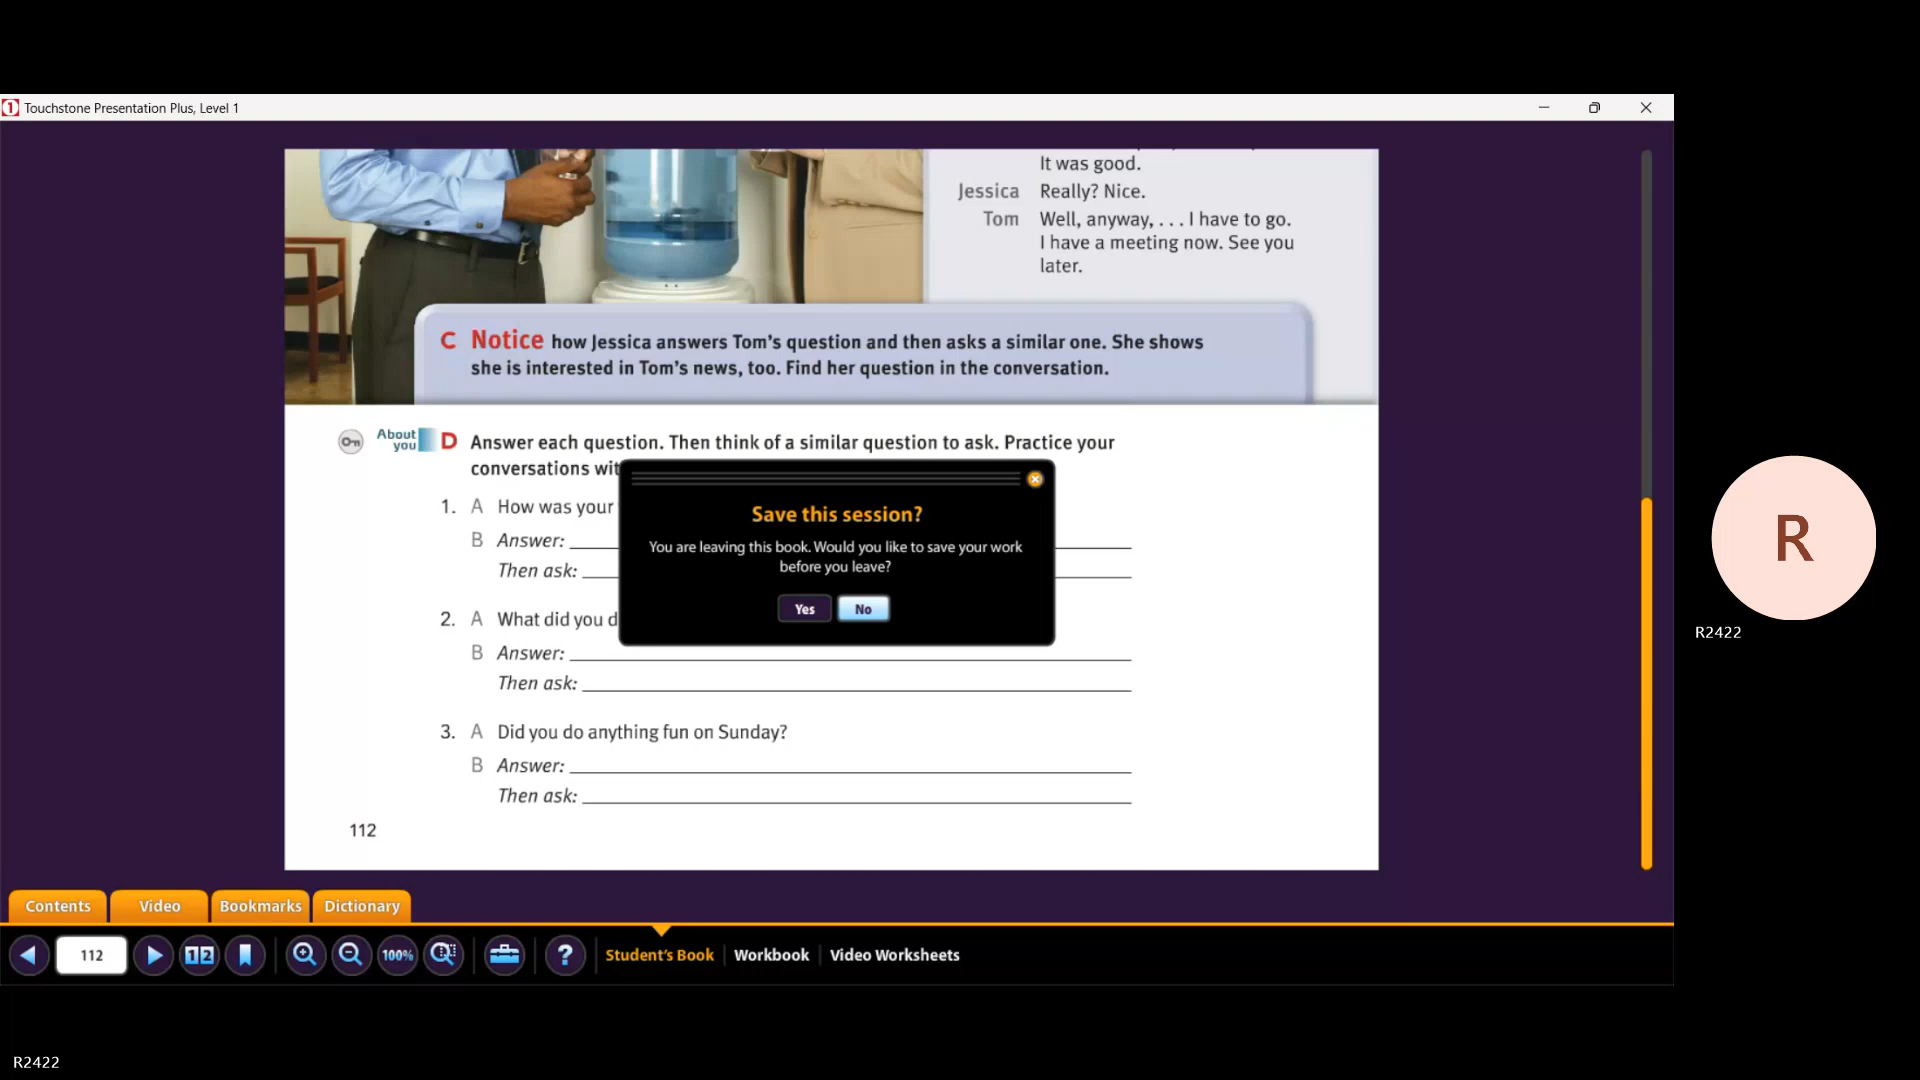 Touchstone Presentation Plus, Level 1
It was good.
Jessica Really? Nice.
Tom Well, anyway, . . . I have to go.
I have a meeting now. See you
later.
C Notice how Jessica answers Tom's question and then asks a similar one. She shows
she is interested in Tom's news, too. Find her question in the conversation.
About
you
D Answer each question. Then think of a similar question to ask. Practice your
conversations
1. A How was your
B Answer:
Then ask:
2. A What did you
B Answer:
Then ask:
3. A Did you do anything fun on Sunday?
B Answer:
Then ask:
112
Save this session?
You are leaving this book. Would you like to save your work
before you leave?
Yes No
R
R2422
Contents Video Bookmarks Dictionary
112 12 100% ? Student's Book Workbook Video Worksheets
R2422